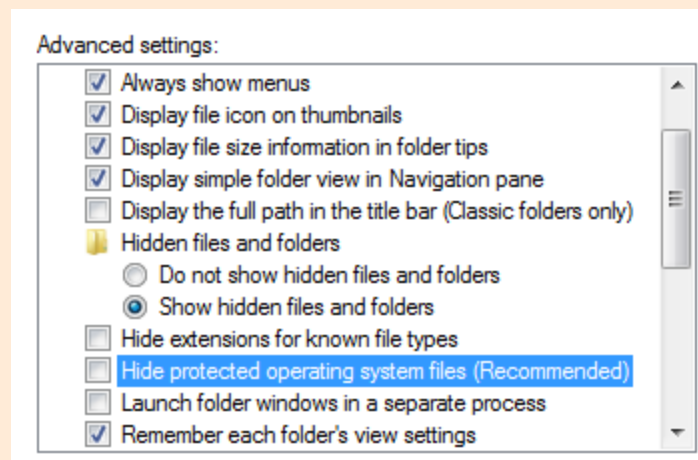 Advanced settings:
Always show menus
Display file icon on thumbnails
Display file size information in folder tips
Display simple folder view in Navigation pane
Display the full path in the title bar (Classic folders only)
Hidden files and folders
Do not show hidden files and folders
Show hidden files and folders
Hide extensions for known file types
Hide protected operating system files (Recommended)
Launch folder windows in a separate process
Remember each folder's view settings